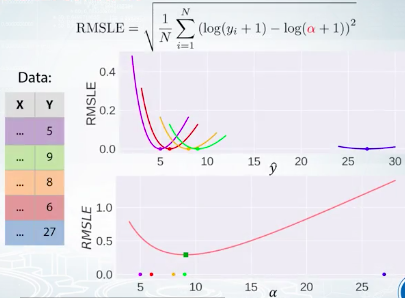 RMSLE = √(1/N ∑_{i=1}^{N} (log(y_i + 1) − log(α + 1))²)
Data:
X Y
... 5
... 9
... 8
... 6
... 27
RMSLE
0.4
0.2
0.0
5 10 15 20 25 30
ŷ
RMSLE
1.0
0.5
0.0
5 10 15 20 25
α